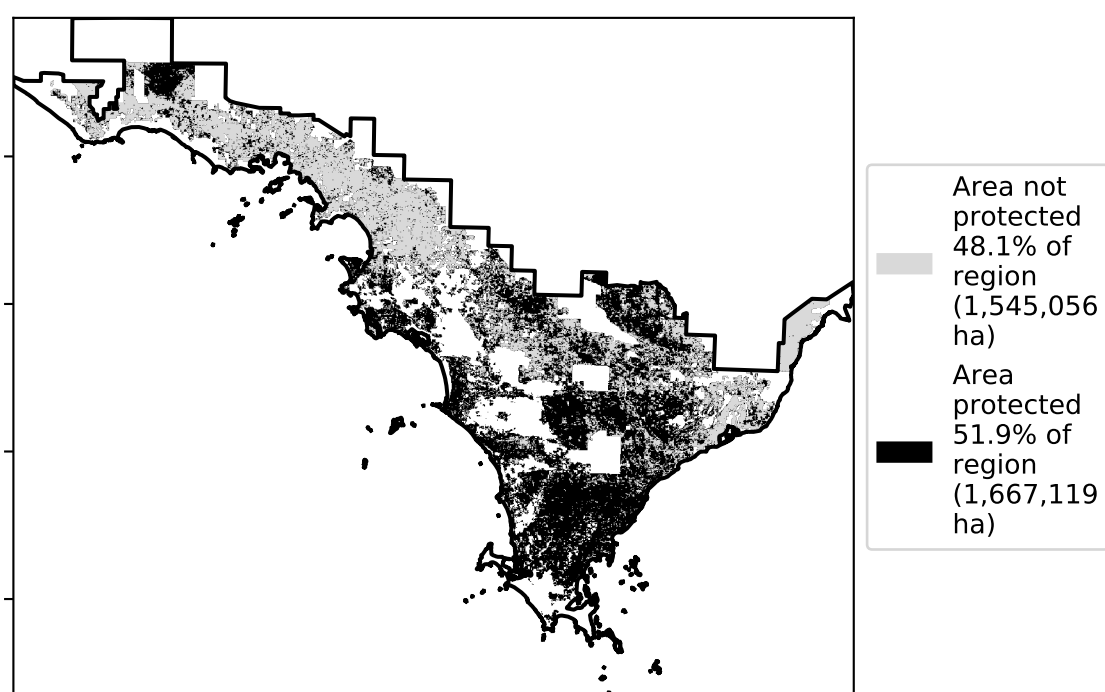 Area not
protected
48.1% of
region
(1,545,056
ha)
Area
protected
51.9% of
region
(1,667,119
ha)